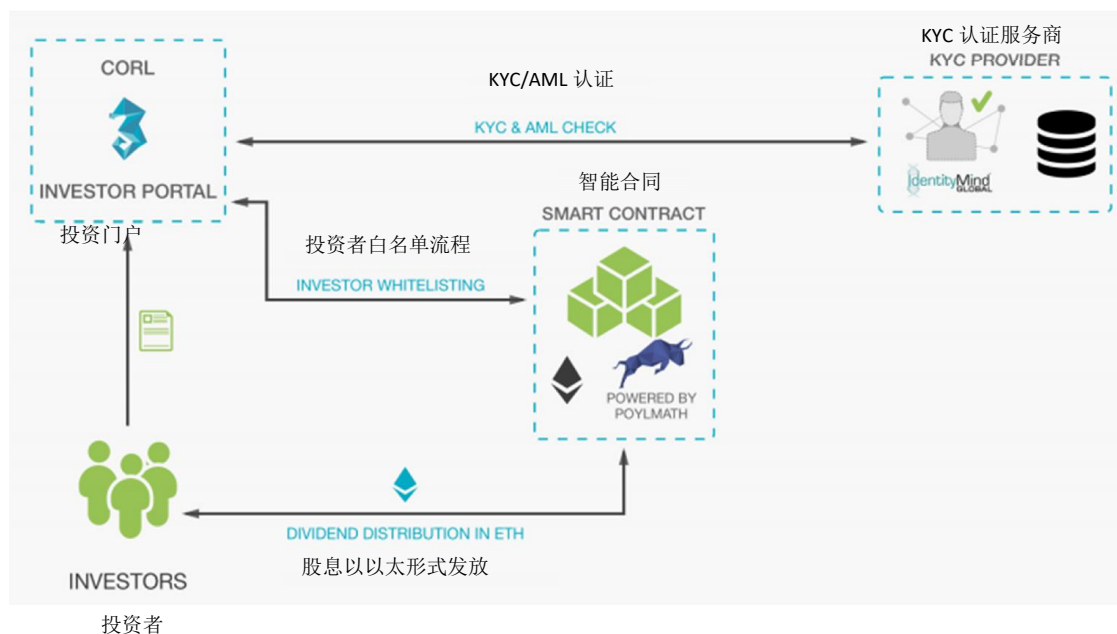 KYC 认证服务商
KYC PROVIDER
CORL
KYC/AML 认证
KYC & AML CHECK
IdentityMind
GLOBAL
INVESTOR PORTAL
投资门户
智能合同
SMART CONTRACT
投资者白名单流程
INVESTOR WHITELISTING
POWERED BY
POYLMATH
DIVIDEND DISTRIBUTION IN ETH
股息以以太形式发放
INVESTORS
投资者